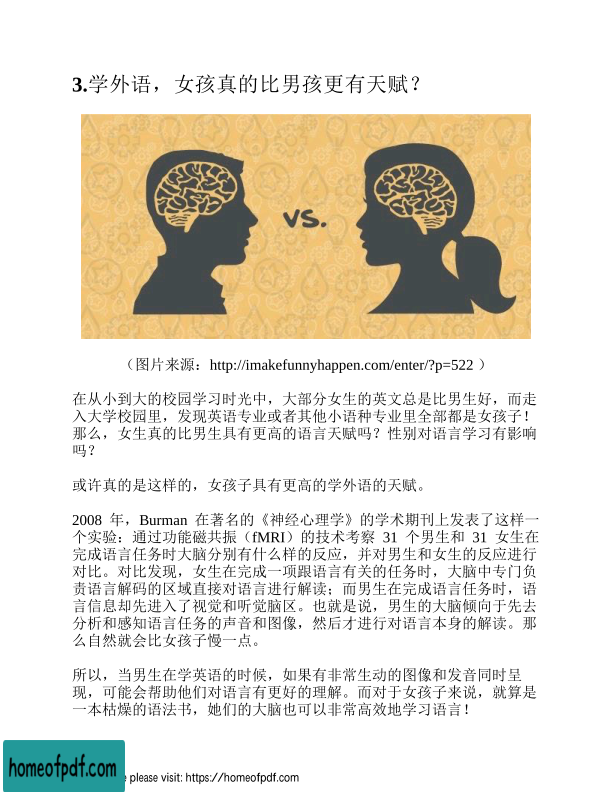 3.学外语，女孩真的比男孩更有天赋？
vs.
（图片来源：http://imakefunnyhappen.com/enter/?p=522 ）
在从小到大的校园学习时光中，大部分女生的英文总是比男生好，而走
入大学校园里，发现英语专业或者其他小语种专业里全部都是女孩子！
那么，女生真的比男生具有更高的语言天赋吗？性别对语言学习有影响
吗？
或许真的是这样的，女孩子具有更高的学外语的天赋。
2008 年，Burman 在著名的《神经心理学》的学术期刊上发表了这样一
个实验：通过功能磁共振（fMRI）的技术考察 31 个男生和 31 女生在
完成语言任务时大脑分别有什么样的反应，并对男生和女生的反应进行
对比。对比发现，女生在完成一项跟语言有关的任务时，大脑中专门负
责语言解码的区域直接对语言进行解读；而男生在完成语言任务时，语
言信息却先进入了视觉和听觉脑区。也就是说，男生的大脑倾向于先去
分析和感知语言任务的声音和图像，然后才进行对语言本身的解读。那
么自然就会比女孩子慢一点。
所以，当男生在学英语的时候，如果有非常生动的图像和发音同时呈
现，可能会帮助他们对语言有更好的理解。而对于女孩子来说，就算是
一本枯燥的语法书，她们的大脑也可以非常高效地学习语言！
homeofpdf.com
please visit: https://homeofpdf.com